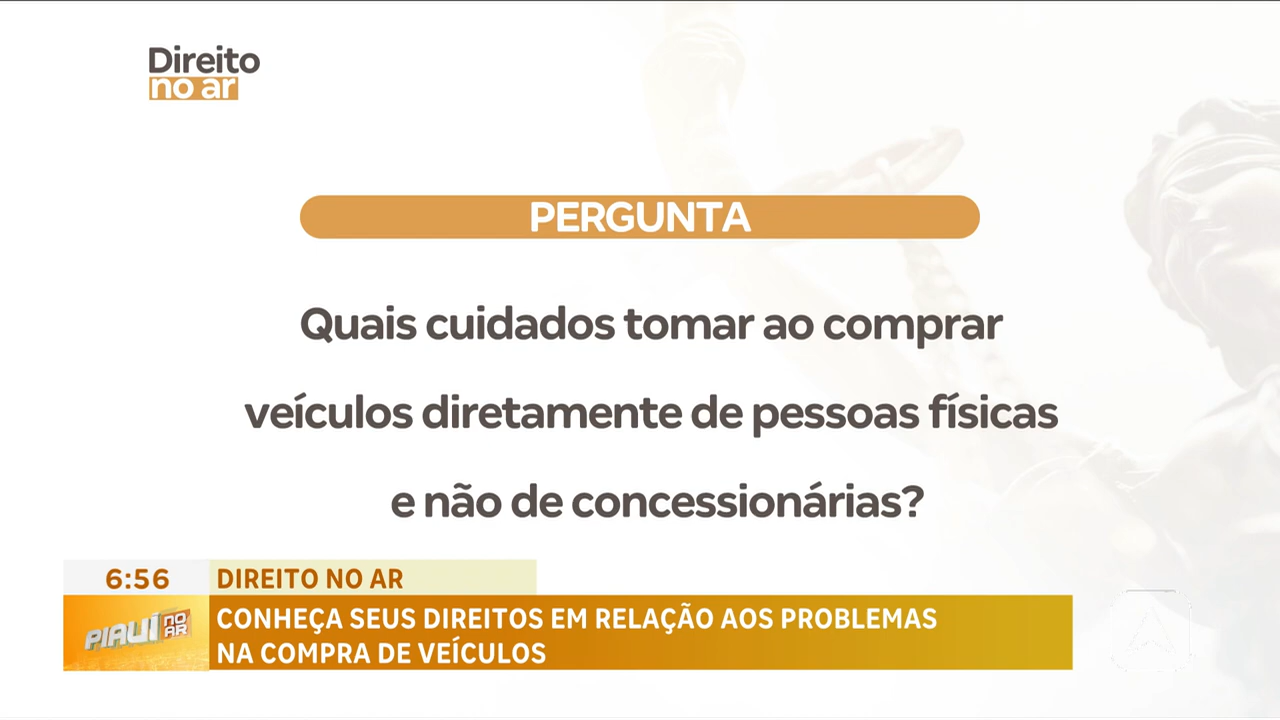 Direito
no ar
PERGUNTA
Quais cuidados tomar ao comprar
veículos diretamente de pessoas físicas
e não de concessionárias?
6:56
DIREITO NO AR
PIAUÍ NO AR
CONHEÇA SEUS DIREITOS EM RELAÇÃO AOS PROBLEMAS
NA COMPRA DE VEÍCULOS